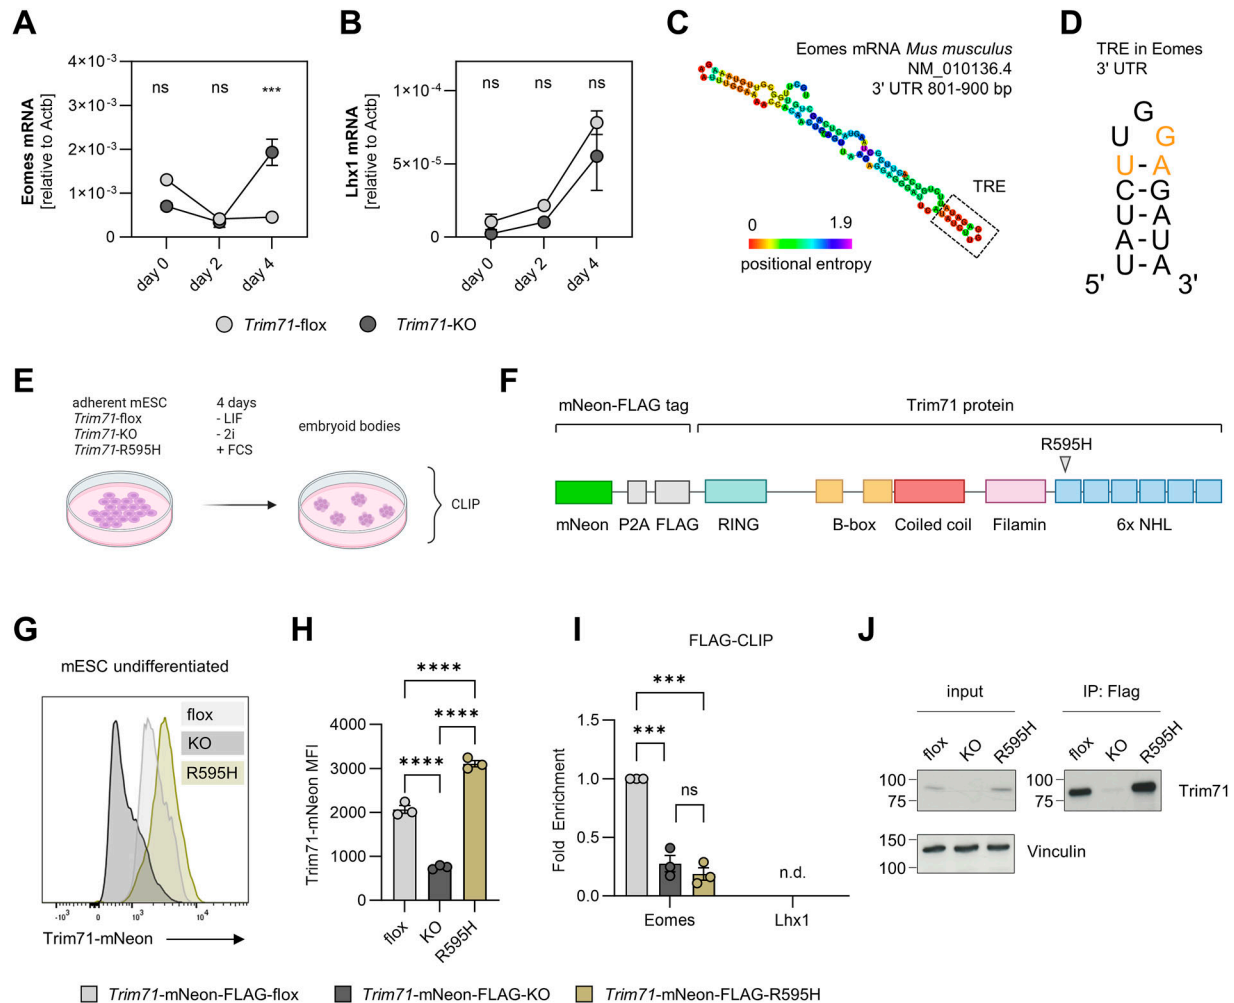 A
4×10⁻³
3×10⁻³
2×10⁻³
1×10⁻³
0
Eomes mRNA
[relative to Actb]
ns
ns
***
day 0
day 2
day 4
B
1×10⁻⁴
5×10⁻⁵
0
Lhx1 mRNA
[relative to Actb]
ns
ns
ns
day 0
day 2
day 4
Trim71-flox
Trim71-KO
C
Eomes mRNA Mus musculus
NM_010136.4
3' UTR 801-900 bp
TRE
0
1.9
positional entropy
D
TRE in Eomes
3' UTR
G
U G
U - A
C - G
U - A
A - U
U - A
5' 3'
E
adherent mESC
Trim71-flox
Trim71-KO
Trim71-R595H
4 days
- LIF
- 2i
+ FCS
embryoid bodies
CLIP
F
mNeon-FLAG tag
Trim71 protein
R595H
mNeon
P2A
FLAG
RING
B-box
Coiled coil
Filamin
6x NHL
G
mESC undifferentiated
flox
KO
R595H
-10³
0
10³
10⁴
Trim71-mNeon
H
****
****
****
4000
3000
2000
1000
0
Trim71-mNeon MFI
flox
KO
R595H
I
FLAG-CLIP
***
***
ns
1.5
1.0
0.5
0.0
Fold Enrichment
n.d.
Eomes
Lhx1
J
input
IP: Flag
flox
KO
R595H
flox
KO
R595H
100
75
100
75
Trim71
150
100
Vinculin
Trim71-mNeon-FLAG-flox
Trim71-mNeon-FLAG-KO
Trim71-mNeon-FLAG-R595H